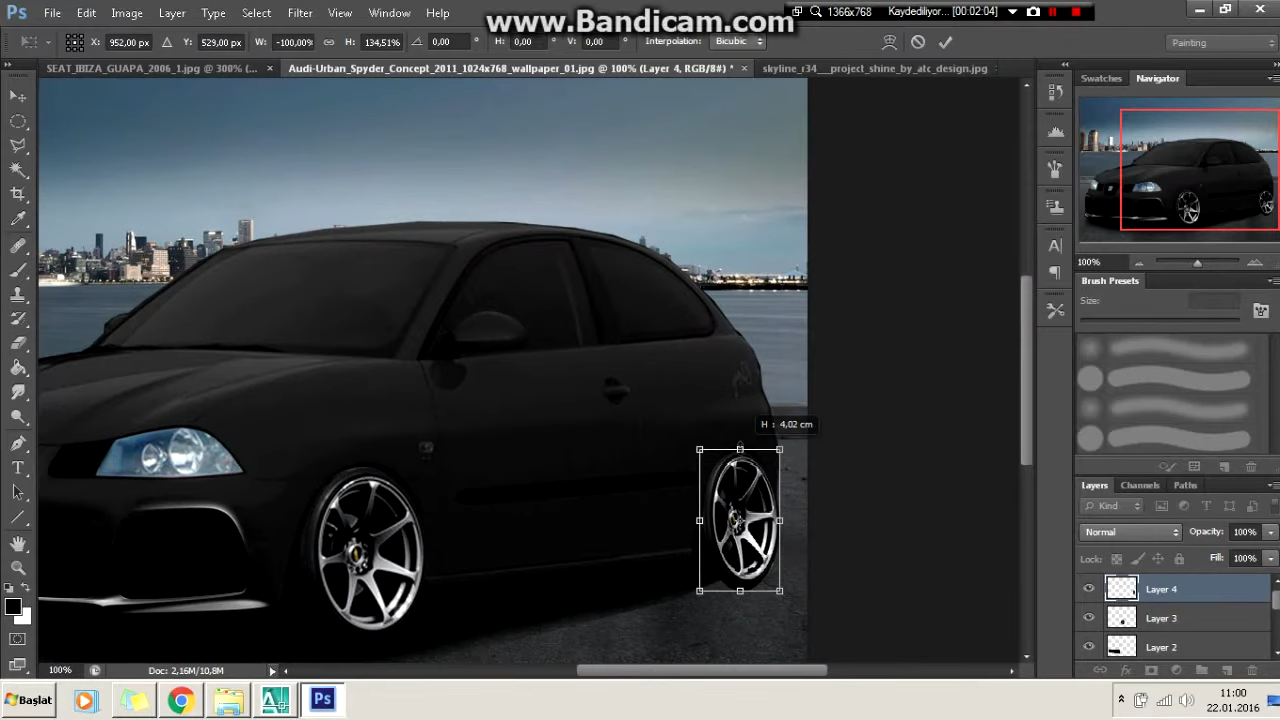 www.Bandicam.com
1366x768 Kaydediliyor... [00:02:04]
Ps File Edit Image Layer Type Select Filter View Window Help
952,00 px 529,00 px W: -100,00% H: 134,51% 0,00 ° H: 0,00 ° V: 0,00 ° Interpolation: Bicubic Painting
SEAT_IBIZA_GUAPA_2006_1.jpg @ 300% (... × Audi-Urban_Spyder_Concept_2011_1024x768_wallpaper_01.jpg @ 100% (Layer 4, RGB/8#) * × skyline_r34___project_shine_by_atc_design.jpg
Swatches Navigator
100%
Brush Presets
Size:
H : 4,02 cm
Layers Channels Paths
Kind
Normal Opacity: 100%
Lock: Fill: 100%
Layer 4
Layer 3
Layer 2
100% Doc: 2,16M/10,8M
Başlat Ps 11:00
22.01.2016